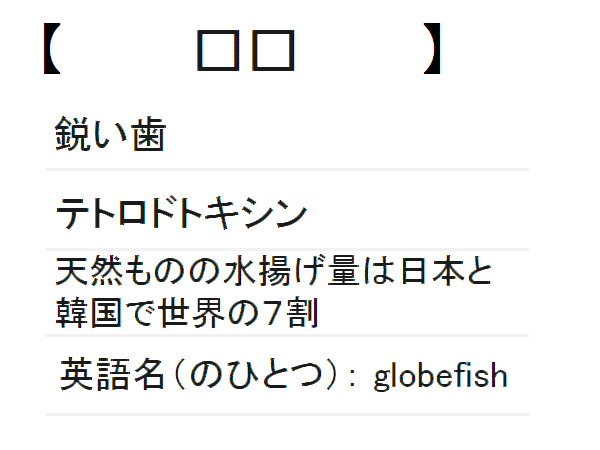 【 □□ 】
鋭い歯
テトロドトキシン
天然ものの水揚げ量は日本と
韓国で世界の７割
英語名(のひとつ): globefish